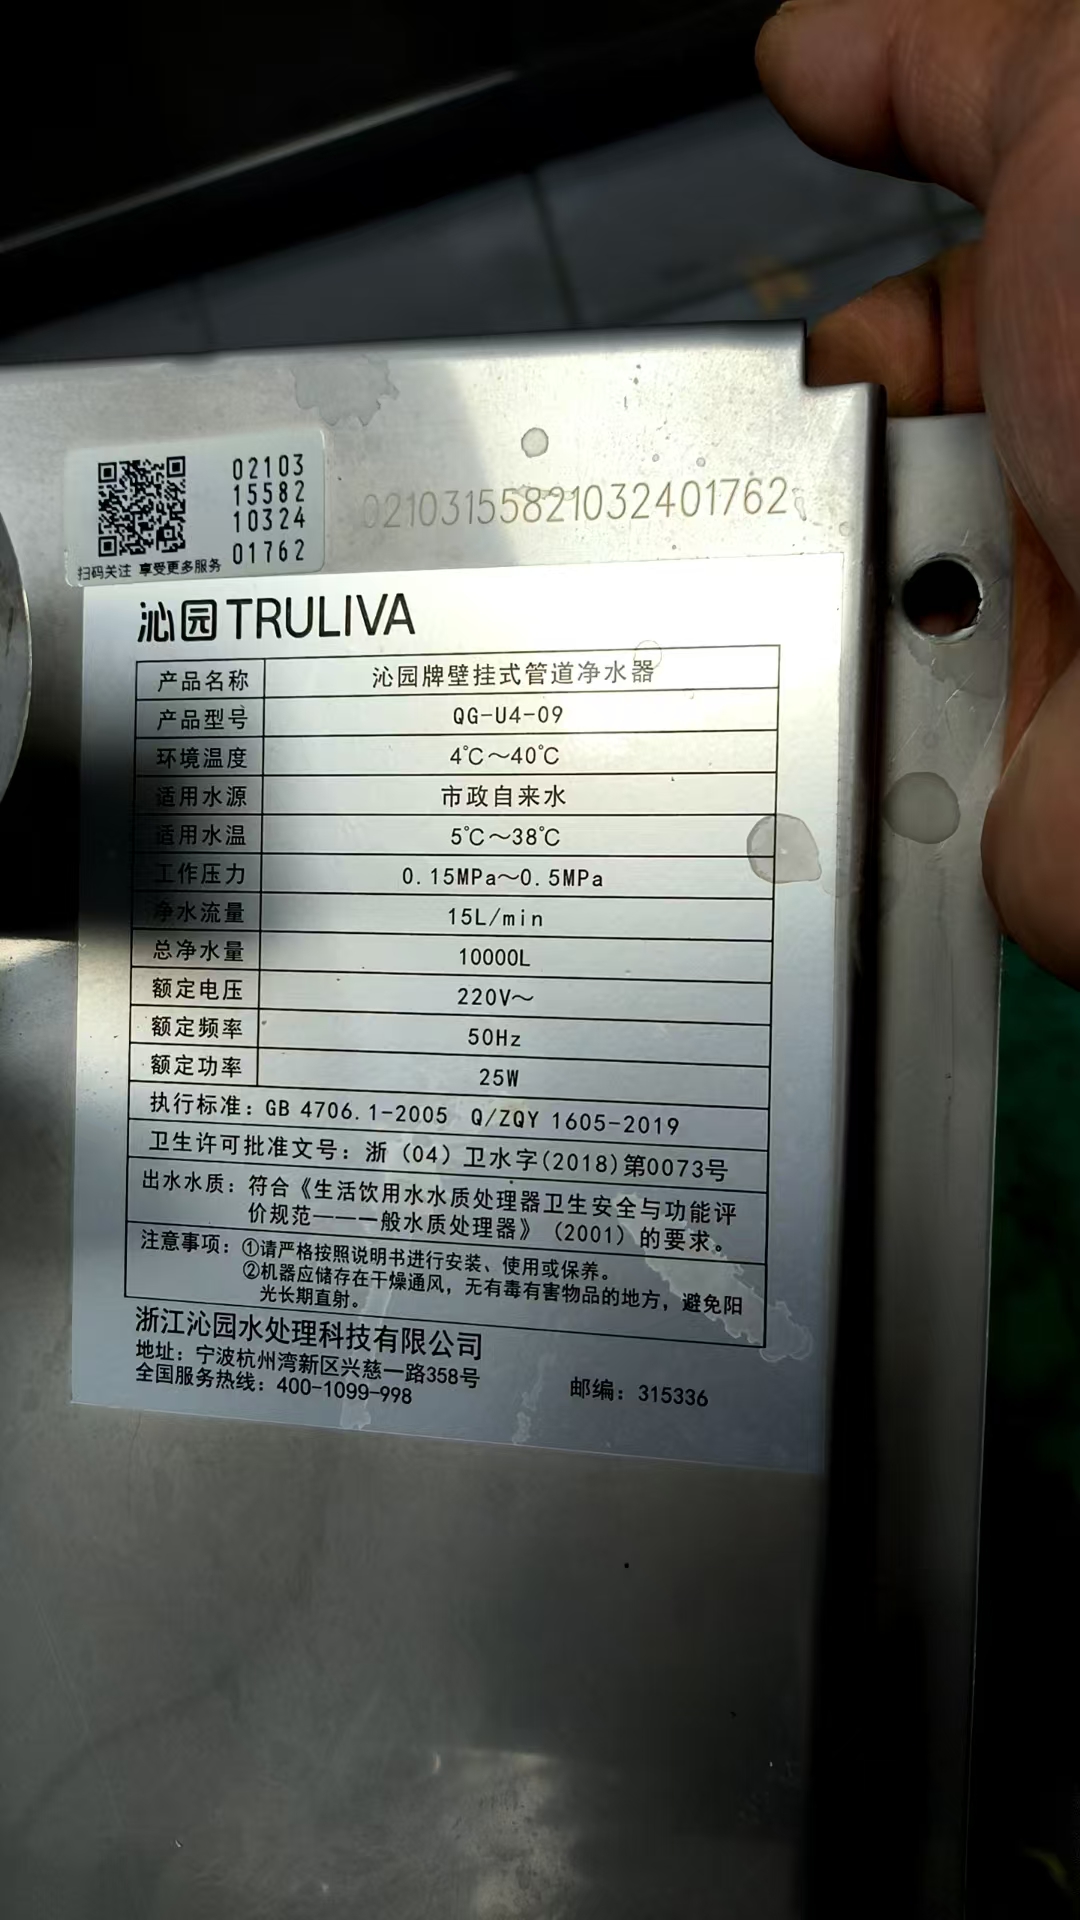 02103
15582
10324
01762
扫码关注 享受更多服务
02103155821032401762
沁园 TRULIVA
产品名称 沁园牌壁挂式管道净水器
产品型号 QG-U4-09
环境温度 4℃～40℃
适用水源 市政自来水
适用水温 5℃～38℃
工作压力 0.15MPa～0.5MPa
净水流量 15L/min
总净水量 10000L
额定电压 220V～
额定频率 50Hz
额定功率 25W
执行标准：GB 4706.1-2005 Q/ZQY 1605-2019
卫生许可批准文号：浙（04）卫水字(2018)第0073号
出水水质：符合《生活饮用水水质处理器卫生安全与功能评
价规范——一般水质处理器》（2001）的要求。
注意事项：①请严格按照说明书进行安装、使用或保养。
②机器应储存在干燥通风，无有毒有害物品的地方，避免阳
光长期直射。
浙江沁园水处理科技有限公司
地址：宁波杭州湾新区兴慈一路358号
全国服务热线：400-1099-998 邮编：315336